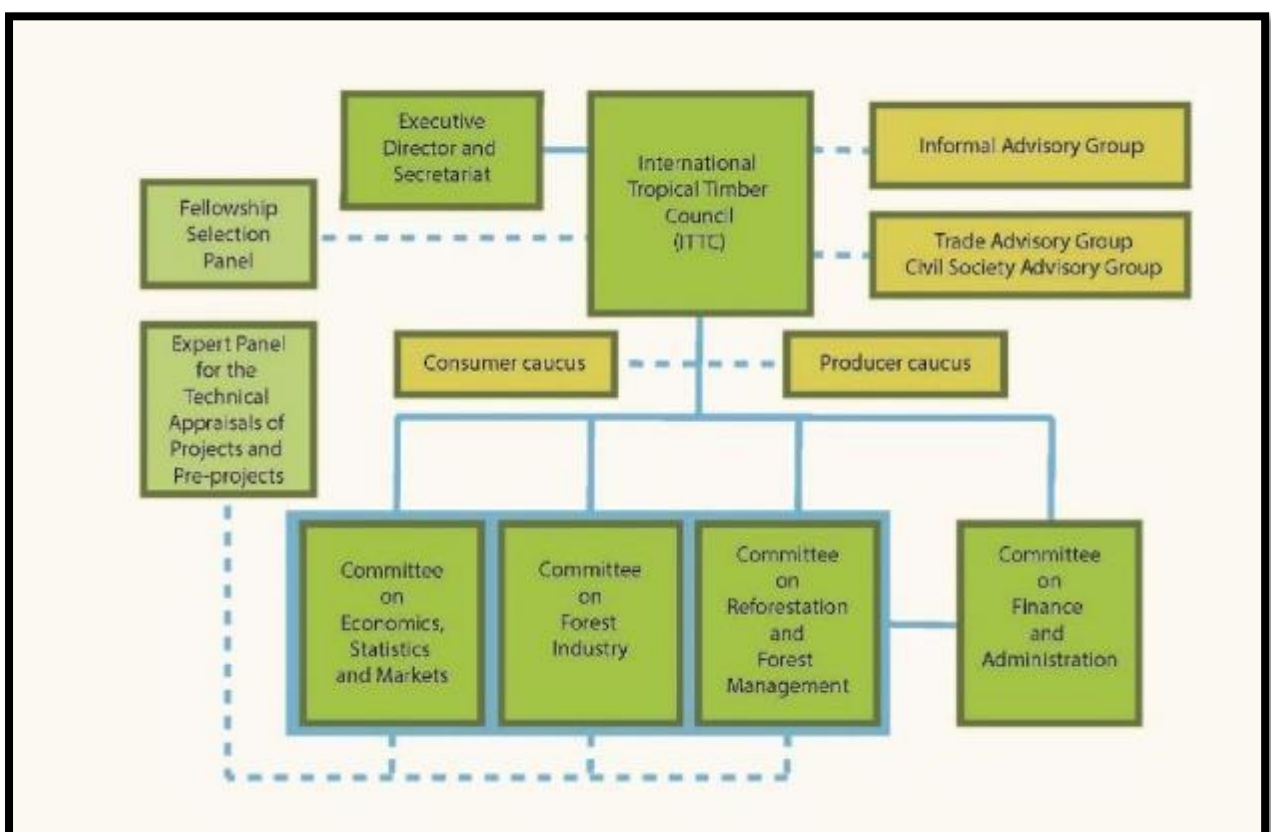 Executive
Director and
Secretariat
International
Tropical Timber
Council
(ITTC)
Informal Advisory Group
Fellowship
Selection
Panel
Trade Advisory Group
Civil Society Advisory Group
Expert Panel
for the
Technical
Appraisals of
Projects and
Pre-projects
Consumer caucus
Producer caucus
Committee
on
Economics,
Statistics
and Markets
Committee
on
Forest
Industry
Committee
on
Reforestation
and
Forest
Management
Committee
on
Finance
and
Administration